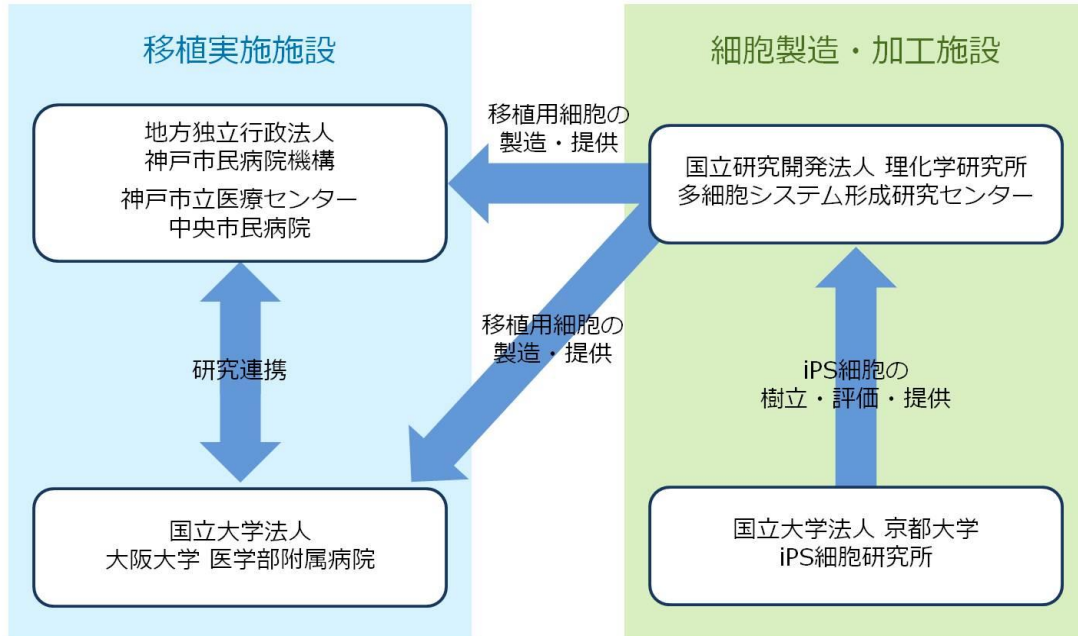 移植実施施設
地方独立行政法人
神戸市民病院機構
神戸市立医療センター
中央市民病院
研究連携
国立大学法人
大阪大学 医学部附属病院
移植用細胞の
製造・提供
移植用細胞の
製造・提供
細胞製造・加工施設
国立研究開発法人 理化学研究所
多細胞システム形成研究センター
iPS細胞の
樹立・評価・提供
国立大学法人 京都大学
iPS細胞研究所